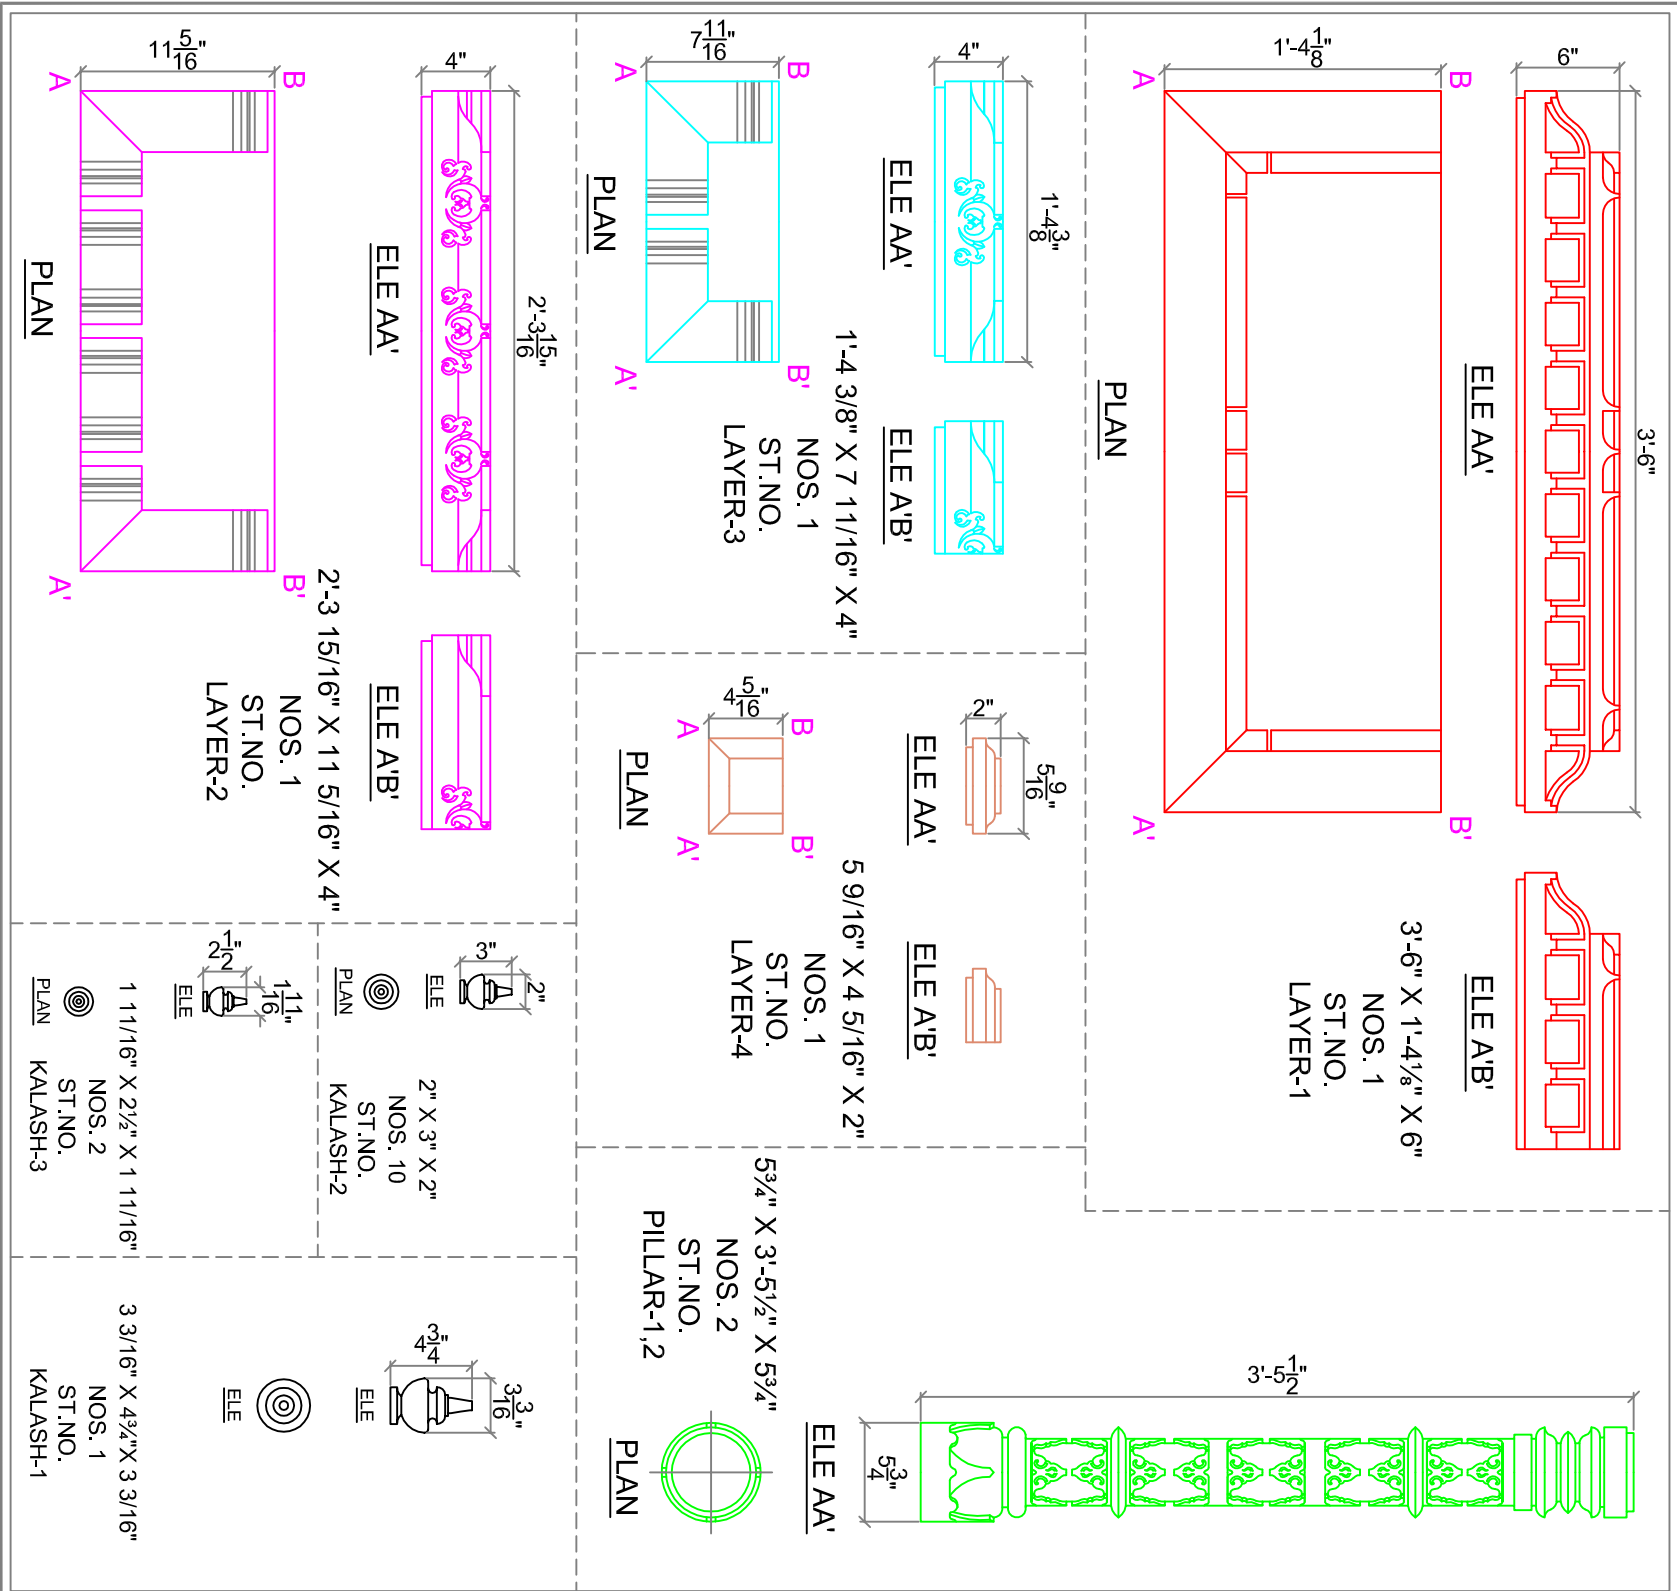 3'-6"
6"
1'-4 1/8"
B
A
B'
A'
ELE AA'
ELE A'B'
PLAN
3'-6" X 1'-4⅛" X 6"
NOS. 1
ST.NO.
LAYER-1
3'-5 1/2"
5 3/4"
ELE AA'
PLAN
5¾" X 3'-5½" X 5¾"
NOS. 2
ST.NO.
PILLAR-1,2
4"
1'-4 3/8"
7 11/16"
B
A
B'
A'
ELE AA'
ELE A'B'
PLAN
1'-4 3/8" X 7 11/16" X 4"
NOS. 1
ST.NO.
LAYER-3
2"
5 9/16"
4 5/16"
B
A
B'
A'
ELE AA'
ELE A'B'
PLAN
5 9/16" X 4 5/16" X 2"
NOS. 1
ST.NO.
LAYER-4
4"
2'-3 15/16"
11 5/16"
B
A
B'
A'
ELE AA'
ELE A'B'
PLAN
2'-3 15/16" X 11 5/16" X 4"
NOS. 1
ST.NO.
LAYER-2
2"
3"
ELE
PLAN
2" X 3" X 2"
NOS. 10
ST.NO.
KALASH-2
1 11/16"
2 1/2"
ELE
PLAN
1 11/16" X 2½" X 1 11/16"
NOS. 2
ST.NO.
KALASH-3
3 3/16"
4 3/4"
ELE
ELE
3 3/16" X 4¾"X 3 3/16"
NOS. 1
ST.NO.
KALASH-1